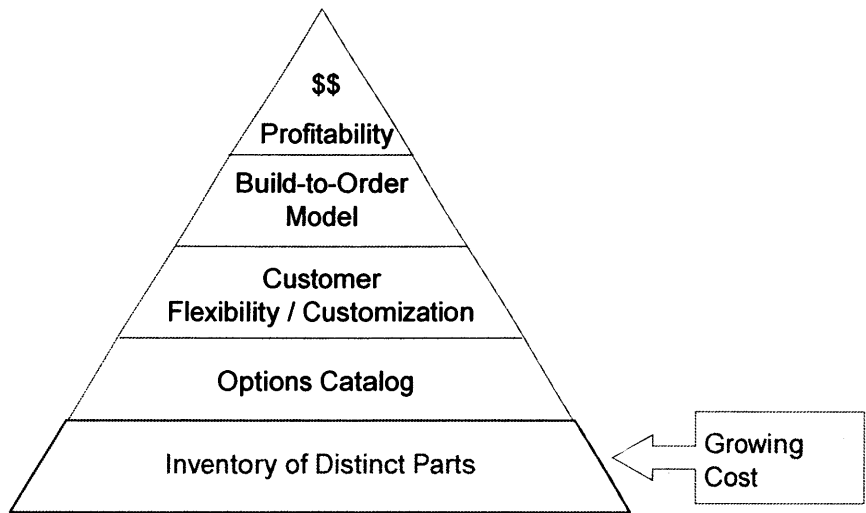 $$
Profitability
Build-to-Order
Model
Customer
Flexibility / Customization
Options Catalog
Inventory of Distinct Parts
Growing
Cost